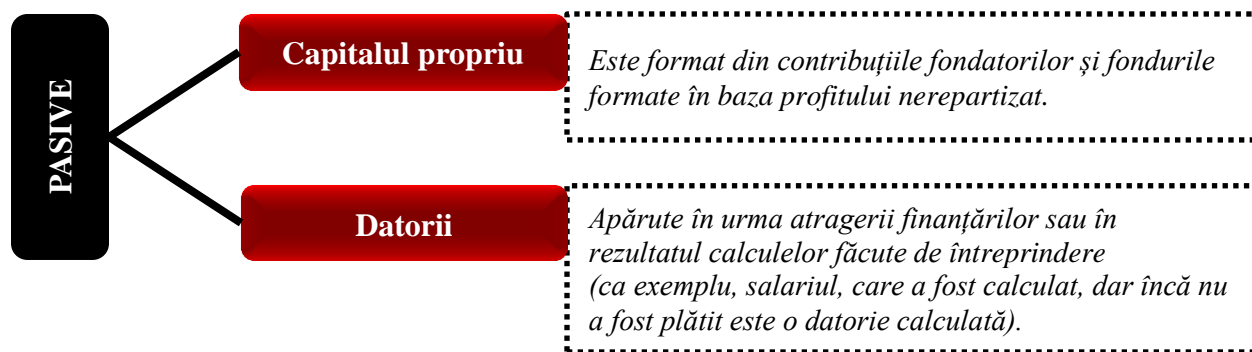 PASIVE
Capitalul propriu
Este format din contribuțiile fondatorilor și fondurile
formate în baza profitului nerepartizat.
Datorii
Apărute în urma atragerii finanțărilor sau în
rezultatul calculelor făcute de întreprindere
(ca exemplu, salariul, care a fost calculat, dar încă nu
a fost plătit este o datorie calculată).